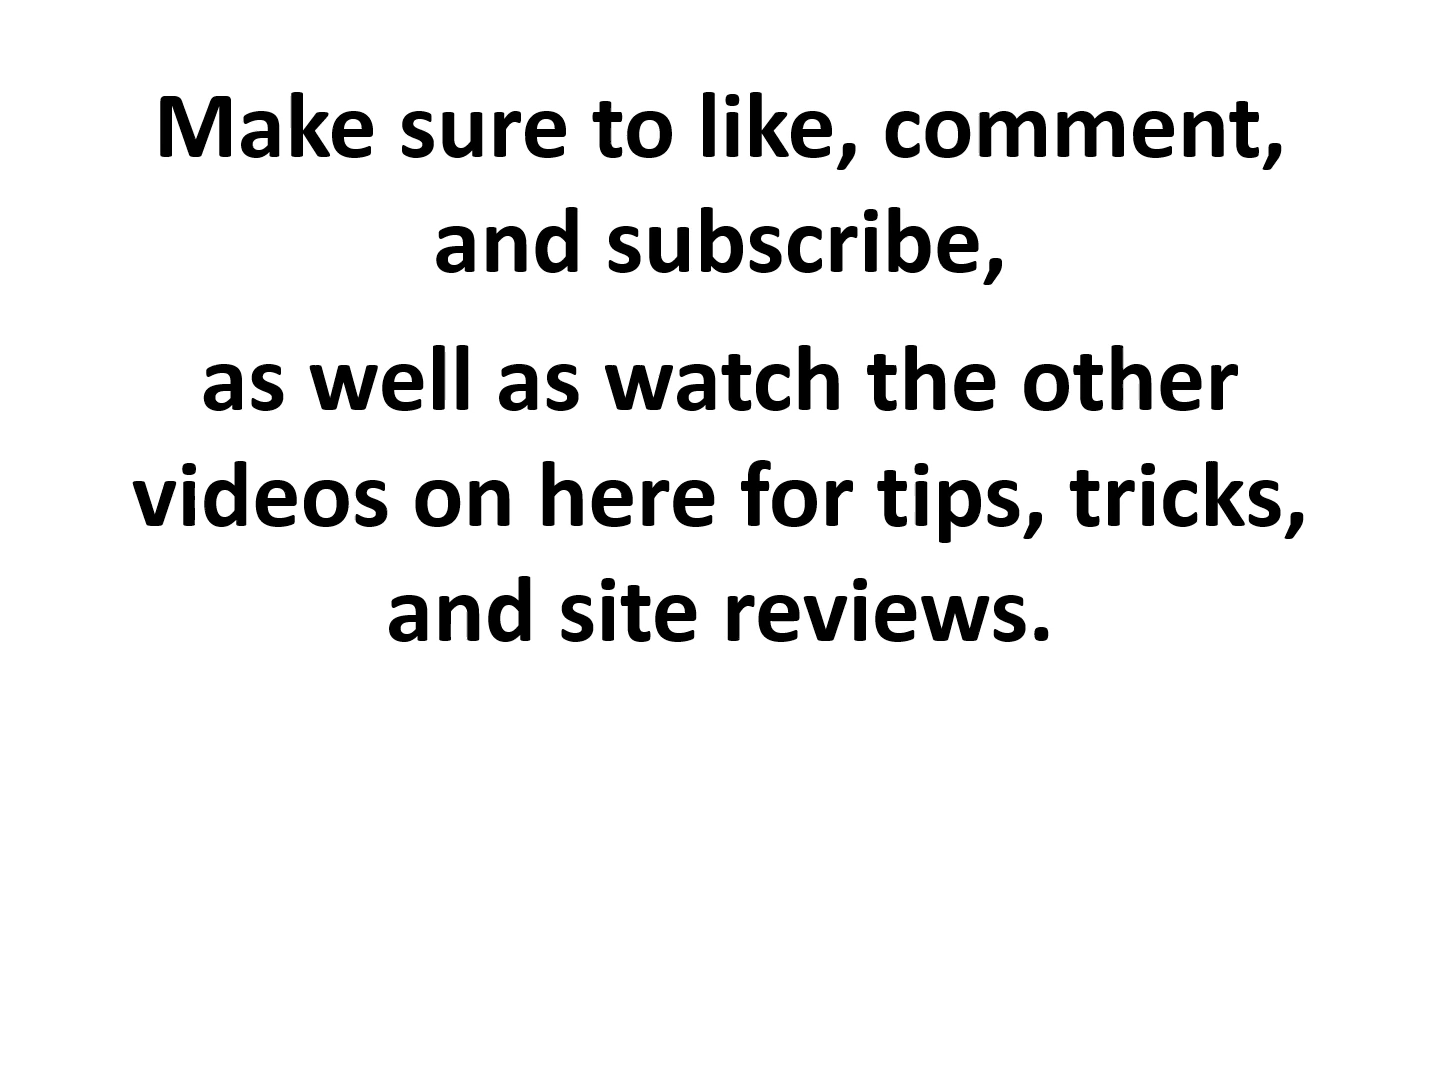 Make sure to like, comment,
and subscribe,
as well as watch the other
videos on here for tips, tricks,
and site reviews.